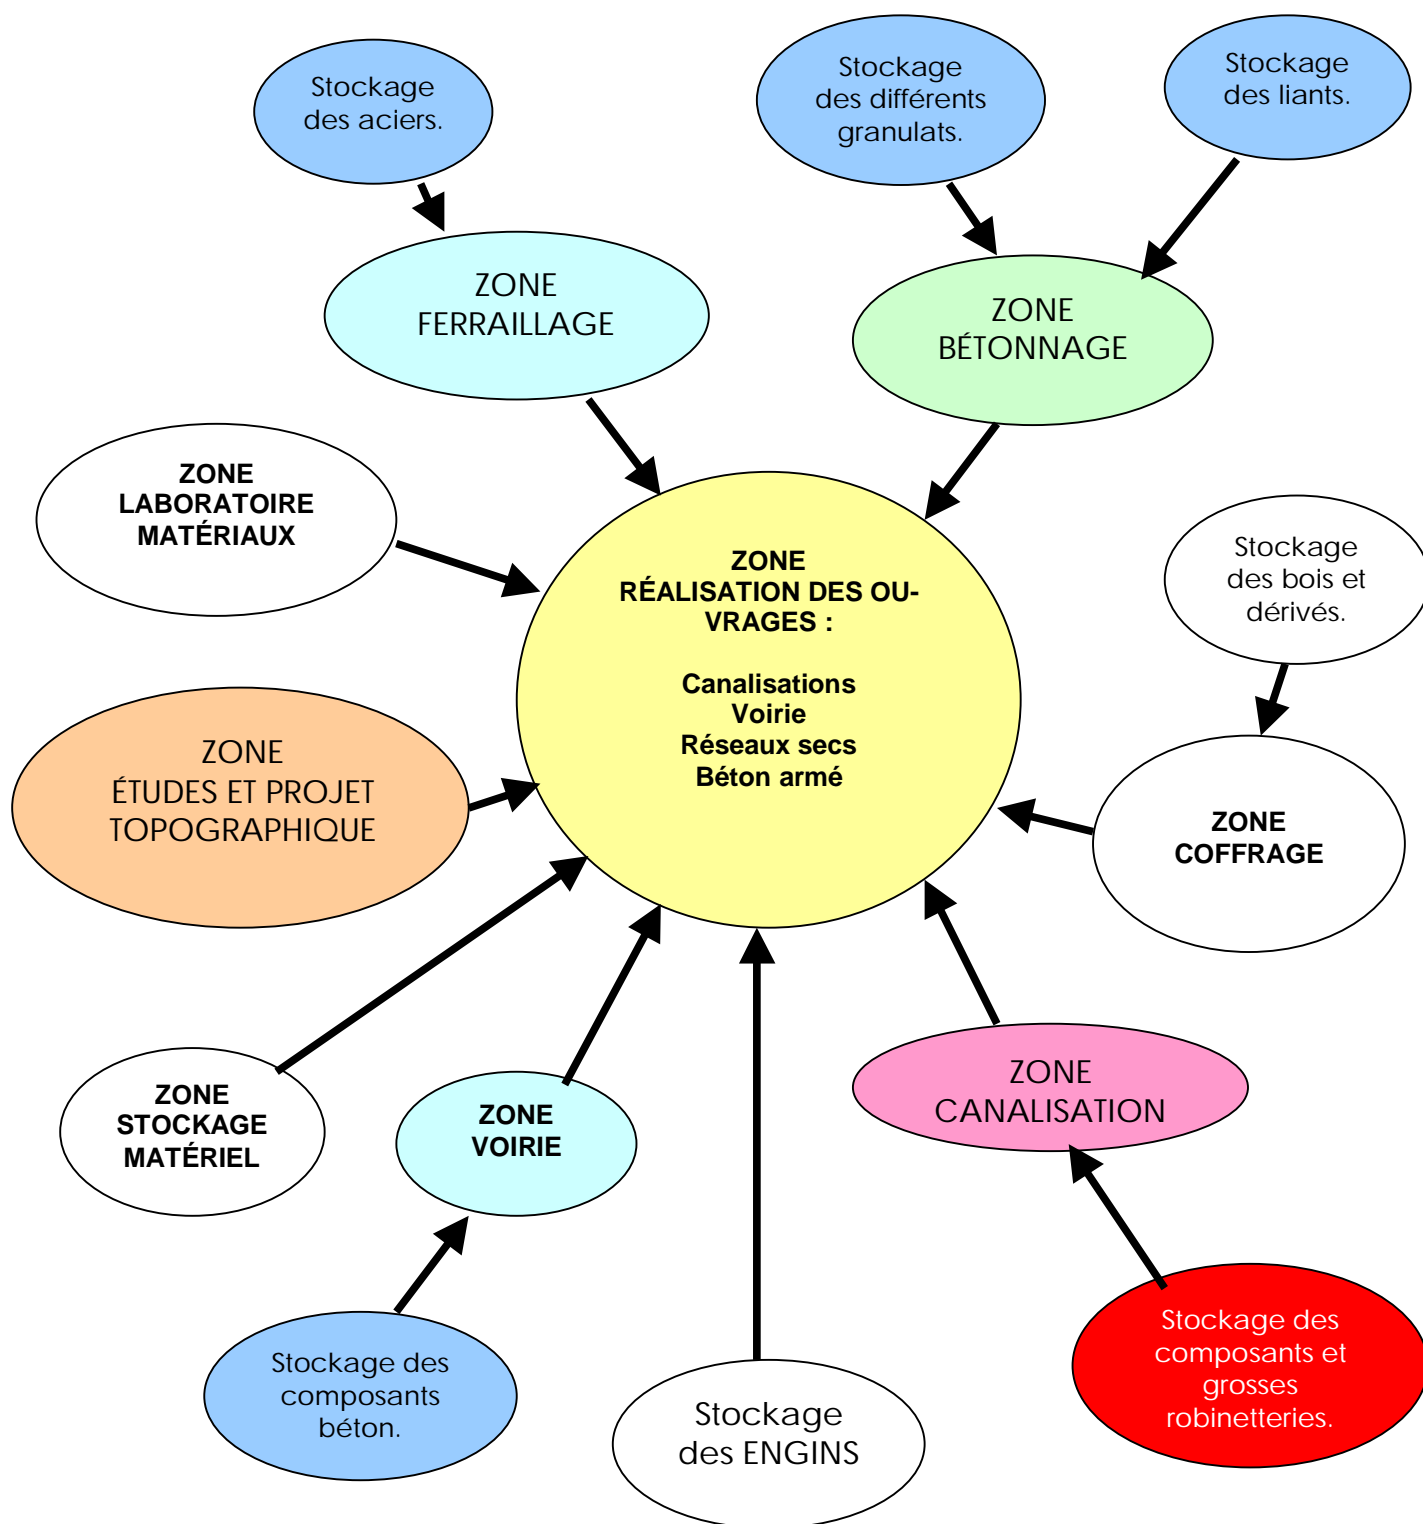 Stockage
des aciers.
Stockage
des différents
granulats.
Stockage
des liants.
ZONE
FERRAILLAGE
ZONE
BÉTONNAGE
ZONE
LABORATOIRE
MATÉRIAUX
ZONE
RÉALISATION DES OU-
VRAGES :
Canalisations
Voirie
Réseaux secs
Béton armé
Stockage
des bois et
dérivés.
ZONE
ÉTUDES ET PROJET
TOPOGRAPHIQUE
ZONE
COFFRAGE
ZONE
STOCKAGE
MATÉRIEL
ZONE
VOIRIE
ZONE
CANALISATION
Stockage des
composants
béton.
Stockage
des ENGINS
Stockage des
composants et
grosses
robinetteries.